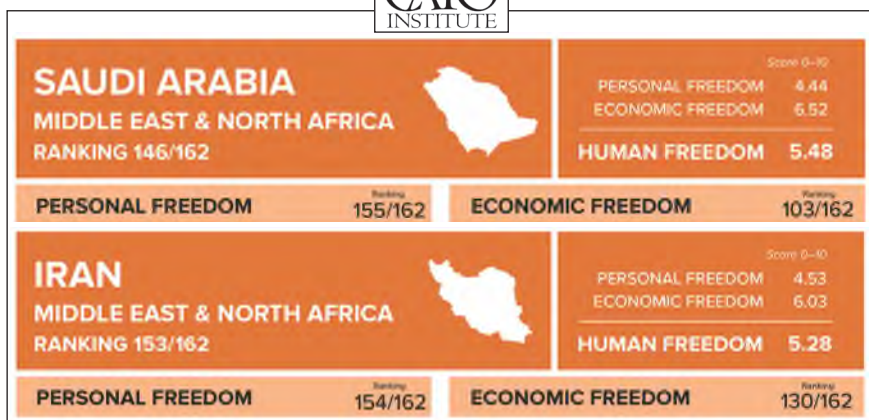 CATO
INSTITUTE
SAUDI ARABIA
MIDDLE EAST & NORTH AFRICA
RANKING 146/162
Score 0–10
PERSONAL FREEDOM 4.44
ECONOMIC FREEDOM 6.52
HUMAN FREEDOM 5.48
PERSONAL FREEDOM Ranking 155/162
ECONOMIC FREEDOM Ranking 103/162
IRAN
MIDDLE EAST & NORTH AFRICA
RANKING 153/162
Score 0–10
PERSONAL FREEDOM 4.53
ECONOMIC FREEDOM 6.03
HUMAN FREEDOM 5.28
PERSONAL FREEDOM Ranking 154/162
ECONOMIC FREEDOM Ranking 130/162